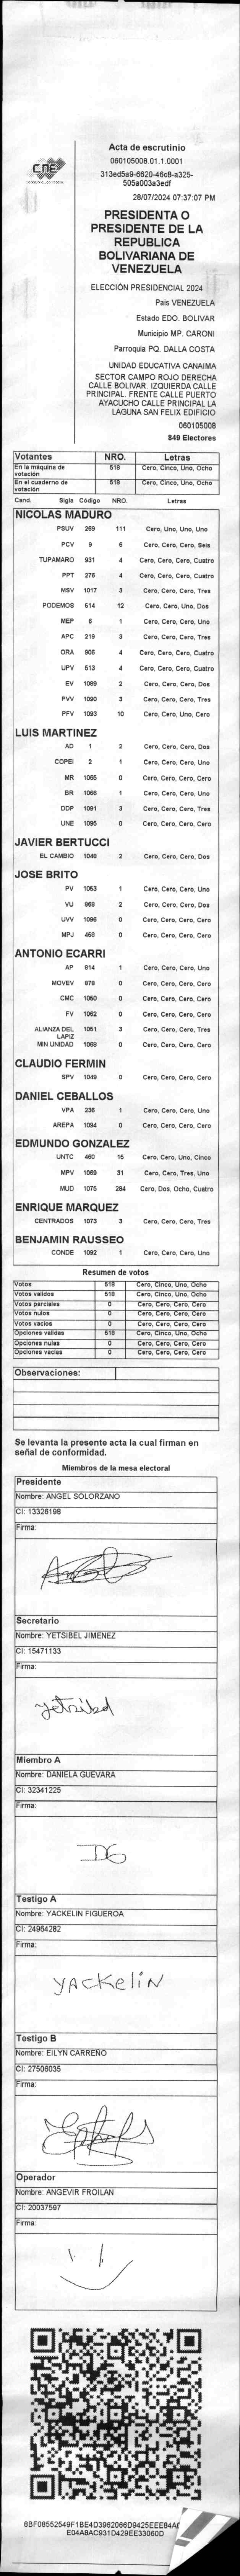 CNE
Acta de escrutinio
060105008.01.1.0001
313ed5a9-6620-46c8-a325-
505a003a3edf
28/07/2024 07:37:07 PM
PRESIDENTA O
PRESIDENTE DE LA
REPUBLICA
BOLIVARIANA DE
VENEZUELA
ELECCIÓN PRESIDENCIAL 2024
Pais VENEZUELA
Estado EDO. BOLIVAR
Municipio MP. CARONI
Parroquia PQ. DALLA COSTA
UNIDAD EDUCATIVA CANAIMA
SECTOR CAMPO ROJO DERECHA
CALLE BOLIVAR. IZQUIERDA CALLE
PRINCIPAL. FRENTE CALLE PUERTO
AYACUCHO CALLE PRINCIPAL LA
LAGUNA SAN FELIX EDIFICIO
060105008
849 Electores
Votantes NRO. Letras
En la máquina de votación 518 Cero, Cinco, Uno, Ocho
En el cuaderno de votación 518 Cero, Cinco, Uno, Ocho
Cand. Sigla Código NRO. Letras
NICOLAS MADURO
PSUV 269 111 Cero, Uno, Uno, Uno
PCV 9 6 Cero, Cero, Cero, Seis
TUPAMARO 931 4 Cero, Cero, Cero, Cuatro
PPT 276 4 Cero, Cero, Cero, Cuatro
MSV 1017 3 Cero, Cero, Cero, Tres
PODEMOS 514 12 Cero, Cero, Uno, Dos
MEP 6 1 Cero, Cero, Cero, Uno
APC 219 3 Cero, Cero, Cero, Tres
ORA 906 4 Cero, Cero, Cero, Cuatro
UPV 513 4 Cero, Cero, Cero, Cuatro
EV 1089 2 Cero, Cero, Cero, Dos
PVV 1090 3 Cero, Cero, Cero, Tres
PFV 1093 10 Cero, Cero, Uno, Cero
LUIS MARTINEZ
AD 1 2 Cero, Cero, Cero, Dos
COPEI 2 1 Cero, Cero, Cero, Uno
MR 1065 0 Cero, Cero, Cero, Cero
BR 1066 1 Cero, Cero, Cero, Uno
DDP 1091 3 Cero, Cero, Cero, Tres
UNE 1095 0 Cero, Cero, Cero, Cero
JAVIER BERTUCCI
EL CAMBIO 1048 2 Cero, Cero, Cero, Dos
JOSE BRITO
PV 1053 1 Cero, Cero, Cero, Uno
VU 968 2 Cero, Cero, Cero, Dos
UVV 1096 0 Cero, Cero, Cero, Cero
MPJ 458 0 Cero, Cero, Cero, Cero
ANTONIO ECARRI
AP 814 1 Cero, Cero, Cero, Uno
MOVEV 878 0 Cero, Cero, Cero, Cero
CMC 1050 0 Cero, Cero, Cero, Cero
FV 1062 0 Cero, Cero, Cero, Cero
ALIANZA DEL LAPIZ 1051 3 Cero, Cero, Cero, Tres
MIN UNIDAD 1068 0 Cero, Cero, Cero, Cero
CLAUDIO FERMIN
SPV 1049 0 Cero, Cero, Cero, Cero
DANIEL CEBALLOS
VPA 236 1 Cero, Cero, Cero, Uno
AREPA 1094 0 Cero, Cero, Cero, Cero
EDMUNDO GONZALEZ
UNTC 460 15 Cero, Cero, Uno, Cinco
MPV 1069 31 Cero, Cero, Tres, Uno
MUD 1075 284 Cero, Dos, Ocho, Cuatro
ENRIQUE MARQUEZ
CENTRADOS 1073 3 Cero, Cero, Cero, Tres
BENJAMIN RAUSSEO
CONDE 1092 1 Cero, Cero, Cero, Uno
Resumen de votos
Votos 518 Cero, Cinco, Uno, Ocho
Votos validos 518 Cero, Cinco, Uno, Ocho
Votos parciales 0 Cero, Cero, Cero, Cero
Votos nulos 0 Cero, Cero, Cero, Cero
Votos vacios 0 Cero, Cero, Cero, Cero
Opciones validas 518 Cero, Cinco, Uno, Ocho
Opciones nulas 0 Cero, Cero, Cero, Cero
Opciones vacias 0 Cero, Cero, Cero, Cero
Observaciones:
Se levanta la presente acta la cual firman en
señal de conformidad.
Miembros de la mesa electoral
Presidente
Nombre: ANGEL SOLORZANO
CI: 13326198
Firma:
Secretario
Nombre: YETSIBEL JIMENEZ
CI: 15471133
Firma:
yetsibel
Miembro A
Nombre: DANIELA GUEVARA
CI: 32341225
Firma:
DG
Testigo A
Nombre: YACKELIN FIGUEROA
CI: 24964282
Firma:
YACKeliN
Testigo B
Nombre: EILYN CARREÑO
CI: 27506035
Firma:
Operador
Nombre: ANGEVIR FROILAN
CI: 20037597
Firma:
E04A8AC931D429EE33060D